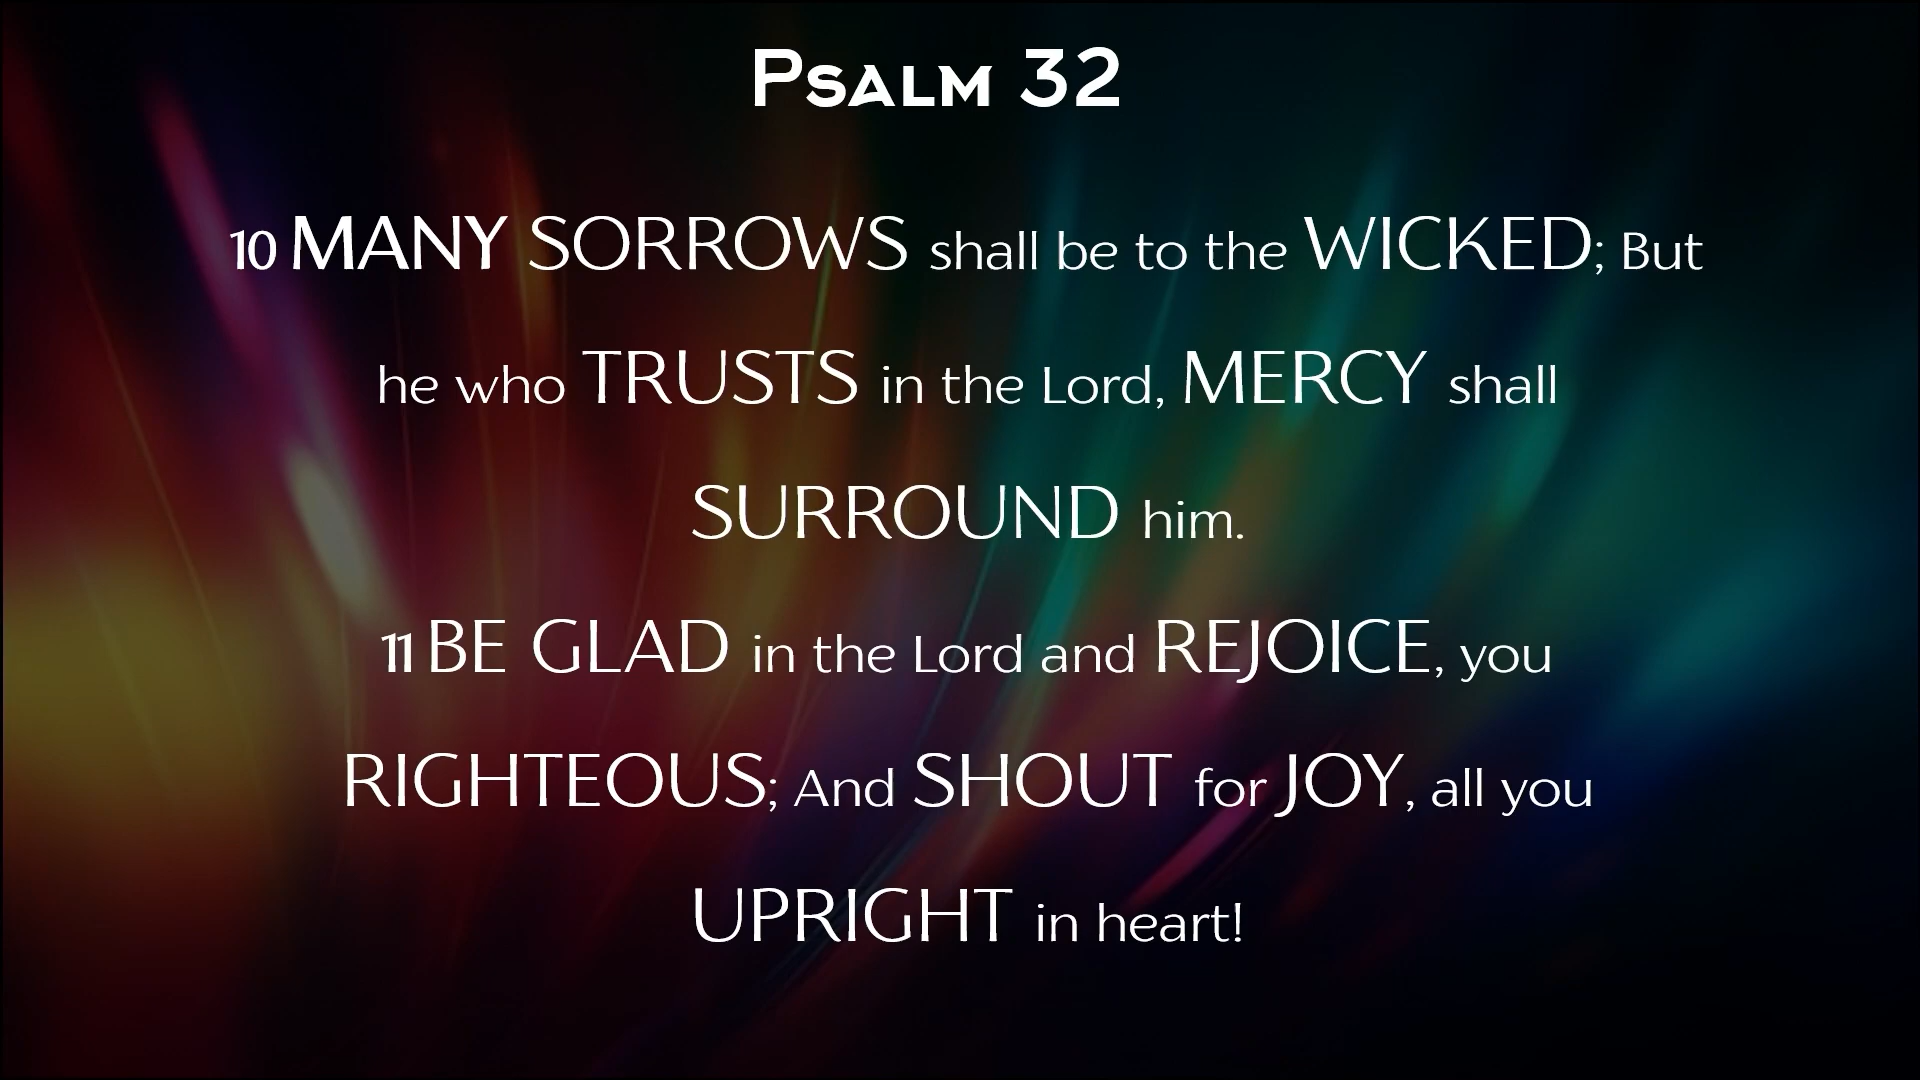 Psalm 32
10 MANY SORROWS shall be to the WICKED; But
he who TRUSTS in the Lord, MERCY shall
SURROUND him.
11 BE GLAD in the Lord and REJOICE, you
RIGHTEOUS; And SHOUT for JOY, all you
UPRIGHT in heart!